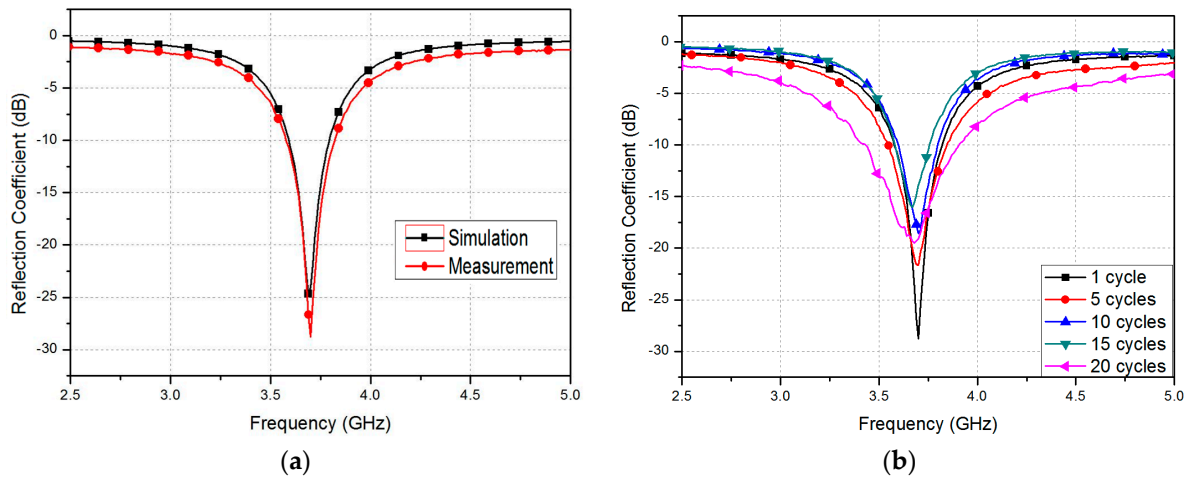 0
-5
-10
-15
-20
-25
-30
Reflection Coefficient (dB)
Simulation
Measurement
2.5 3.0 3.5 4.0 4.5 5.0
Frequency (GHz)
(a)
0
-5
-10
-15
-20
-25
-30
Reflection Coefficient (dB)
1 cycle
5 cycles
10 cycles
15 cycles
20 cycles
2.5 3.0 3.5 4.0 4.5 5.0
Frequency (GHz)
(b)